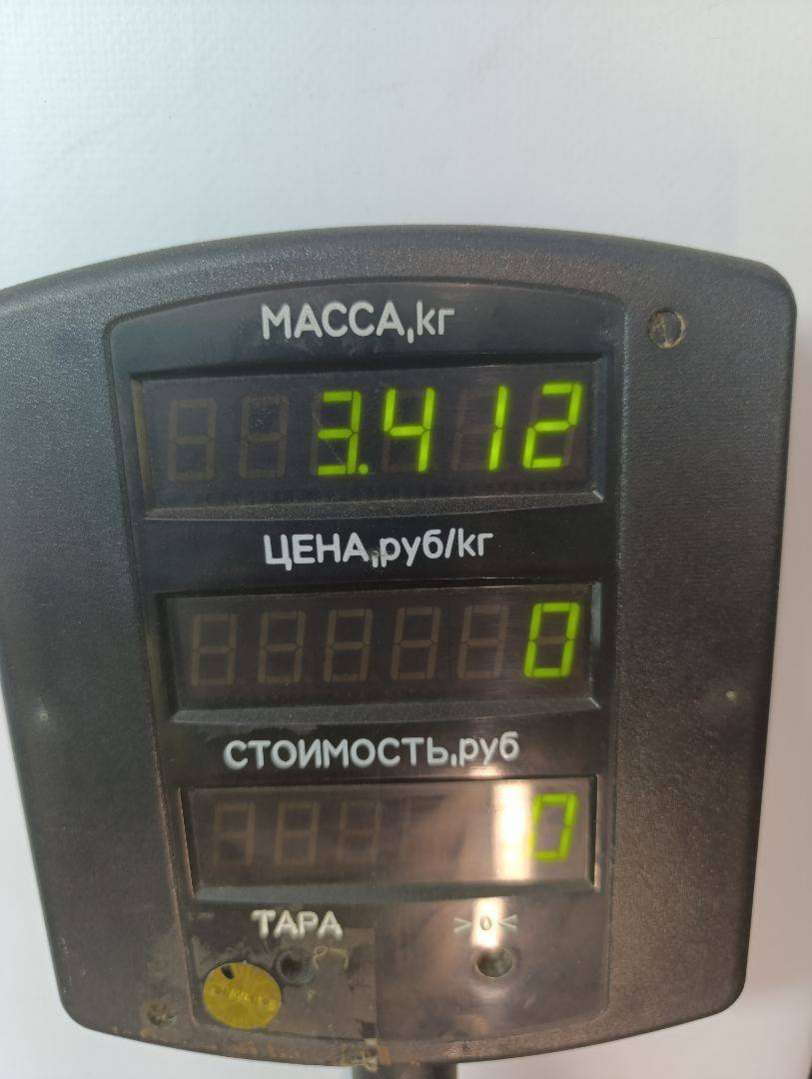 МАССА,кг
3.412
ЦЕНА,руб/кг
0
СТОИМОСТЬ,руб
0
ТАРА >0<